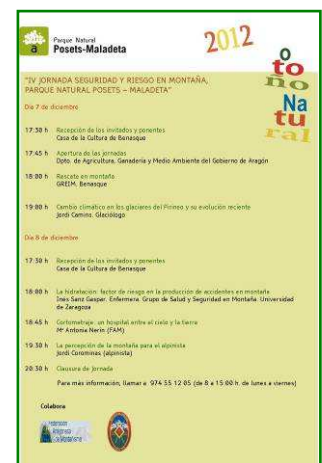 Parque Natural
Posets-Maladeta
2012
otoño
Natural
"IV JORNADA SEGURIDAD Y RIESGO EN MONTAÑA,
PARQUE NATURAL POSETS – MALADETA"
Día 7 de diciembre
17:30 h Recepción de los invitados y ponentes
Casa de la Cultura de Benasque
17:45 h Apertura de las jornadas
Dpto. de Agricultura, Ganadería y Medio Ambiente del Gobierno de Aragón
18:00 h Rescate en montaña
GREIM. Benasque
19:00 h Cambio climático en los glaciares del Pirineo y su evolución reciente
Jordi Camins. Glaciólogo
Día 8 de diciembre
17:30 h Recepción de los invitados y ponentes
Casa de la Cultura de Benasque
18:00 h La hidratación: factor de riesgo en la producción de accidentes en montaña
Inés Sanz Gaspar. Enfermera. Grupo de Salud y Seguridad en Montaña. Universidad
de Zaragoza
18:45 h un hospital entre el cielo y la tierra
Mª Antonia Nerín (FAM)
19:30 h La percepción de la montaña para el alpinista
Jordi Corominas (alpinista)
20:30 h Clausura de Jornada
Para más información, llamar a 974 55 12 05 (de 8 a 15:00 h. de lunes a viernes)
Colabora
Federación
Aragonesa
de Montañismo